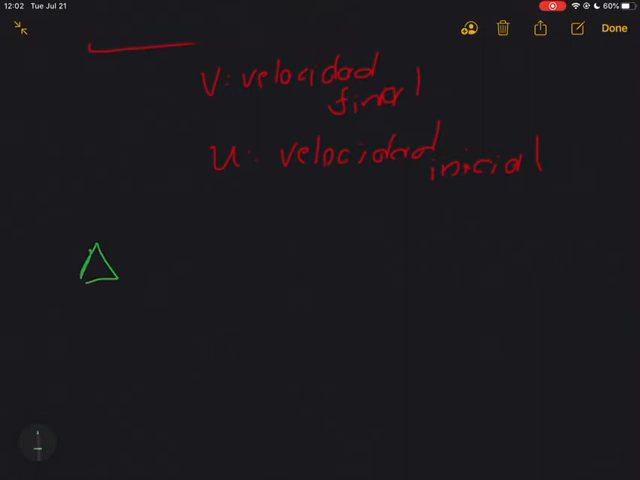 12:02 Tue Jul 21 60%
Done
V: velocidad
final
u: velocidad inicial